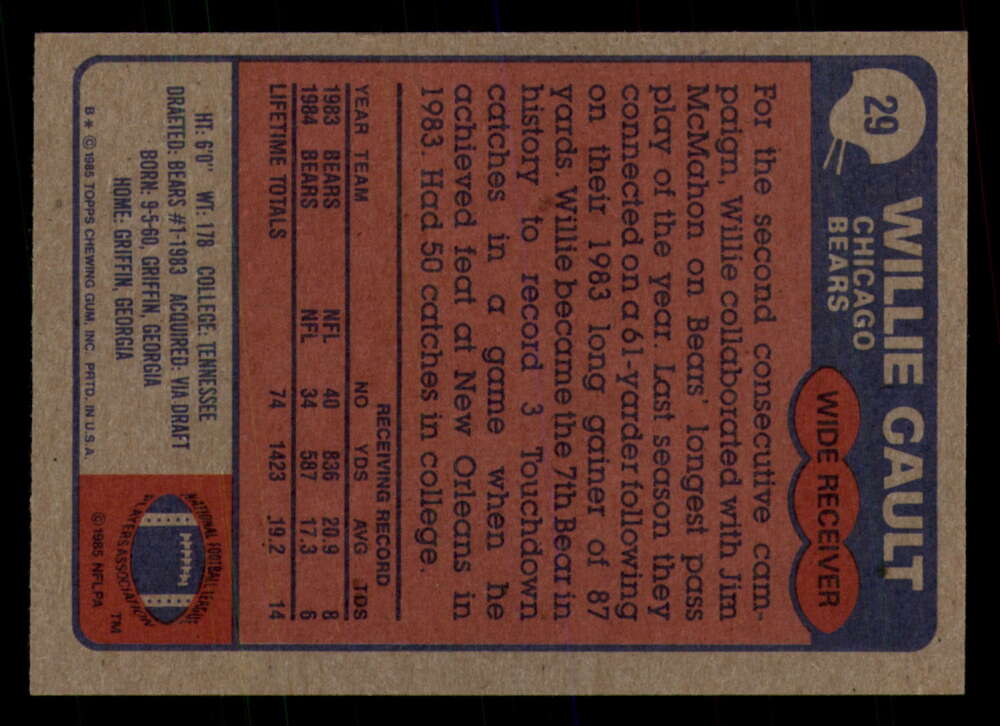 29
WILLIE GAULT
CHICAGO
BEARS
WIDE RECEIVER
For the second consecutive cam-
paign, Willie collaborated with Jim
McMahon on Bears' longest pass
play of the year. Last season they
connected on a 61-yarder following
on their 1983 long gainer of 87
yards. Willie became the 7th Bear in
history to record 3 Touchdown
catches in a game when he
achieved feat at New Orleans in
1983. Had 50 catches in college.
RECEIVING RECORD
YEAR TEAM NO YDS AVG TDS
1983 BEARS NFL 40 836 20.9 8
1984 BEARS NFL 34 587 17.3 6
LIFETIME TOTALS 74 1423 19.2 14
HT: 6'0" WT: 178 COLLEGE: TENNESSEE
DRAFTED: BEARS #1-1983 ACQUIRED: VIA DRAFT
BORN: 9-5-60, GRIFFIN, GEORGIA
HOME: GRIFFIN, GEORGIA
B* © 1985 TOPPS CHEWING GUM, INC. PRTD. IN U.S.A.
NATIONAL FOOTBALL LEAGUE
PLAYERS ASSOCIATION
TM
© 1985 NFLPA